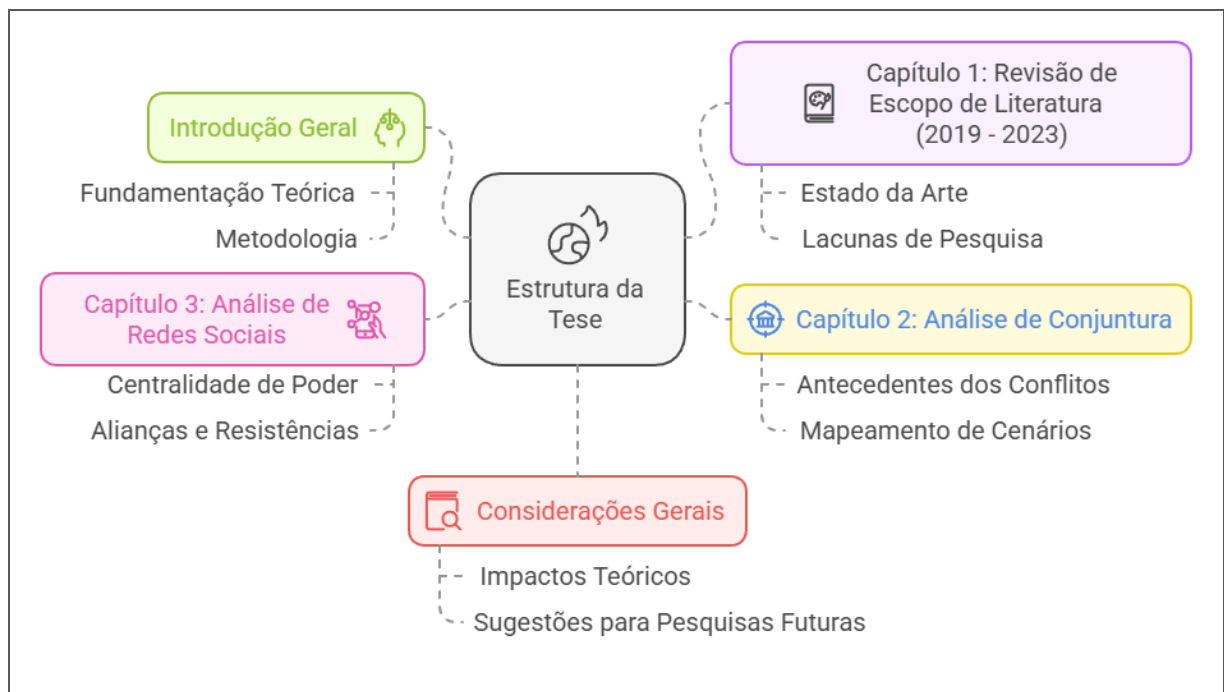 Introdução Geral
Fundamentação Teórica
Metodologia
Capítulo 1: Revisão de
Escopo de Literatura
(2019 - 2023)
Estado da Arte
Lacunas de Pesquisa
Estrutura da
Tese
Capítulo 3: Análise de
Redes Sociais
Centralidade de Poder
Alianças e Resistências
Capítulo 2: Análise de Conjuntura
Antecedentes dos Conflitos
Mapeamento de Cenários
Considerações Gerais
Impactos Teóricos
Sugestões para Pesquisas Futuras